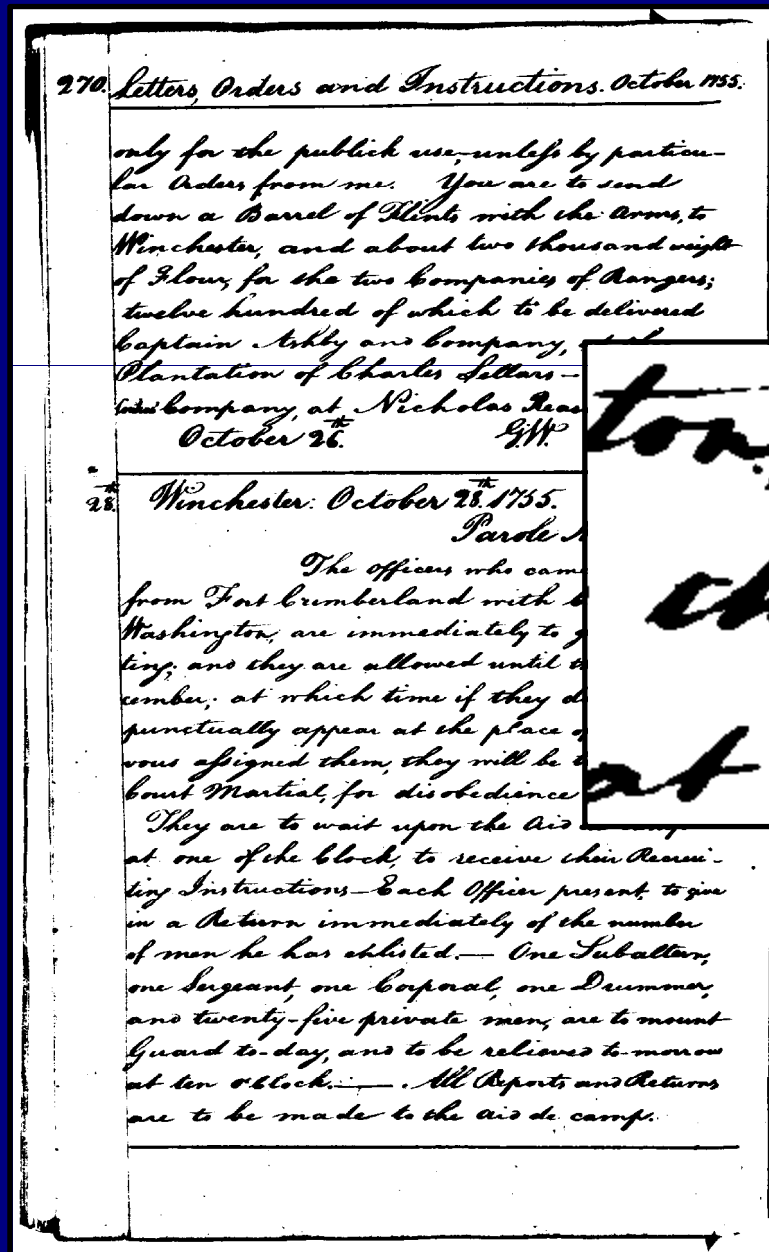 270. Letters, Orders and Instructions. October 1755.
only for the publick use, unless by particu-
lar Orders from me. You are to send
down a Barrel of Flints with the Arms, to
Winchester, and about two thousand weight
of Flour, for the two Companies of Rangers;
twelve hundred of which to be delivered
Captain Ashby and Company,
Plantation of Charles Sellars-
Company, at Nicholas
October 26.th G.W.
28.th Winchester: October 28.th 1755.
Parole
The Officers who came
from Fort Cumberland with
Washington, are immediately to
ting; and they are allowed until
cember; at which time if they
punctually appear at the place
vous assigned them, they will be
Court Martial, for disobedience
They are to wait upon the Aid
at one of the Clock, to receive their Recrui-
ting Instructions-Each Officer present, to give
in a Return immediately of the number
of men he has enlisted.— One Subaltern,
one Sergeant, one Corporal, one Drummer,
and twenty-five private men, are to mount
Guard to-day, and to be relieved to-morrow
at ten o'Clock.—. All Reports and Returns
are to be made to the aid de camp.
ton,
at